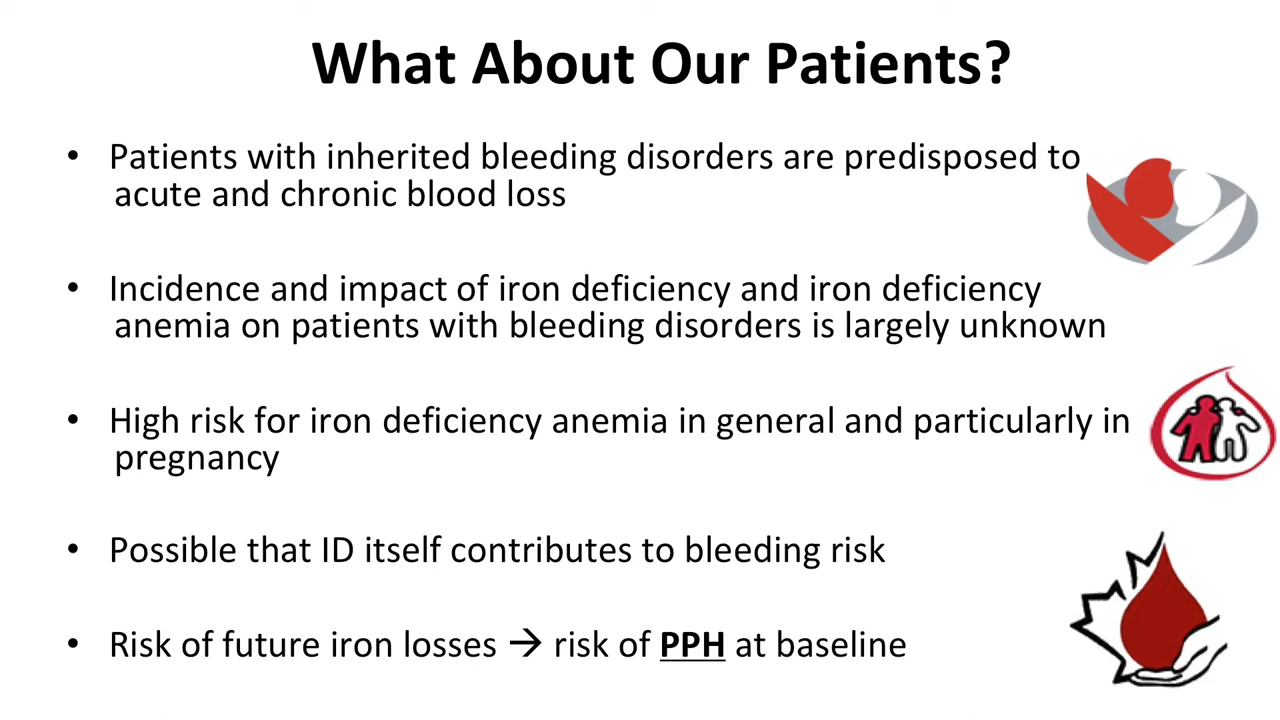 What About Our Patients?
• Patients with inherited bleeding disorders are predisposed to
acute and chronic blood loss
• Incidence and impact of iron deficiency and iron deficiency
anemia on patients with bleeding disorders is largely unknown
• High risk for iron deficiency anemia in general and particularly in
pregnancy
• Possible that ID itself contributes to bleeding risk
• Risk of future iron losses → risk of PPH at baseline